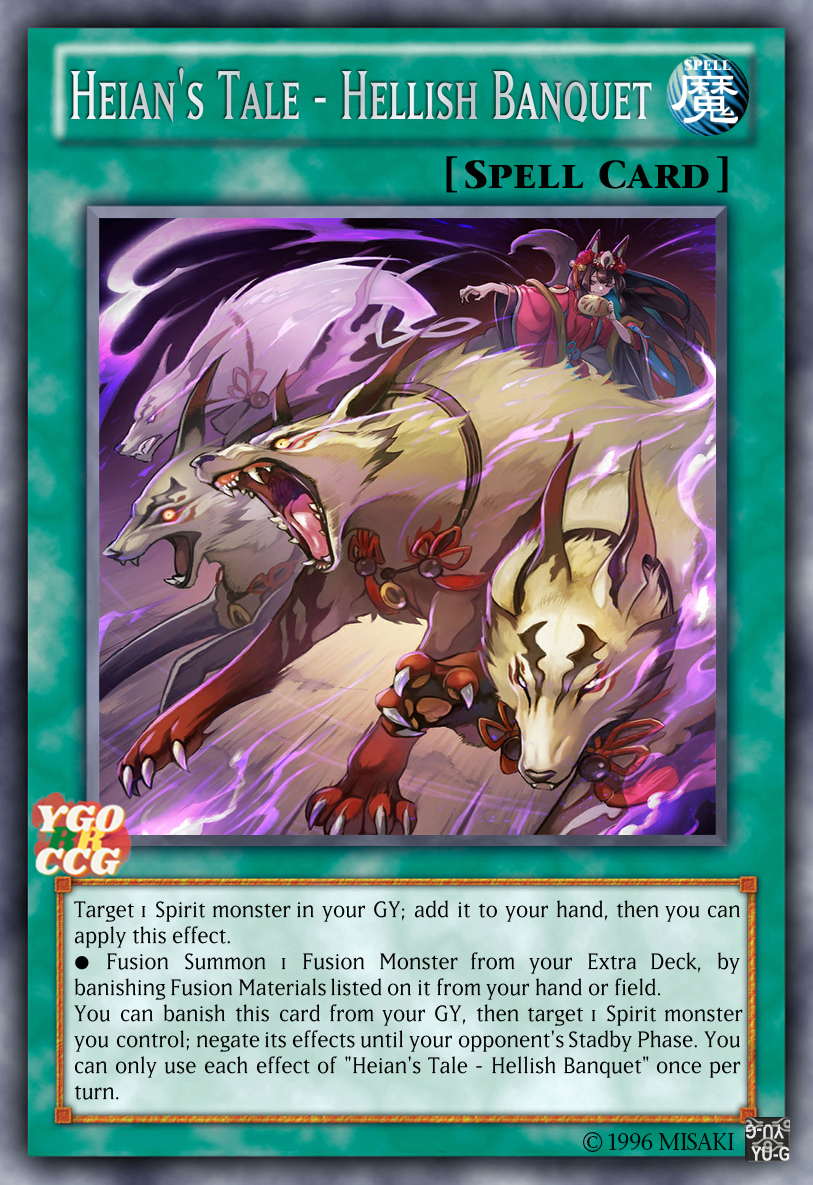 Heian's Tale - Hellish Banquet
SPELL
魔
[Spell Card]
YGO
CCG
Target 1 Spirit monster in your GY; add it to your hand, then you can
apply this effect.
● Fusion Summon 1 Fusion Monster from your Extra Deck, by
banishing Fusion Materials listed on it from your hand or field.
You can banish this card from your GY, then target 1 Spirit monster
you control; negate its effects until your opponent's Stadby Phase. You
can only use each effect of "Heian's Tale - Hellish Banquet" once per
turn.
© 1996 MISAKI
YU-G